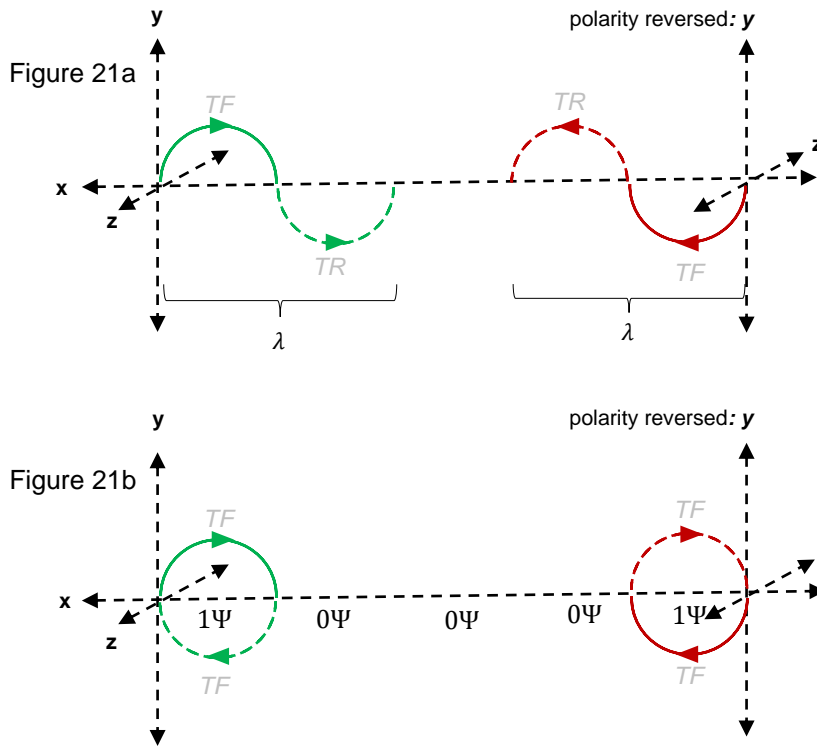 y
polarity reversed: y
Figure 21a
TF
TR
z
x
z
TR
TF
λ
λ
y
polarity reversed: y
Figure 21b
TF
TF
x
1Ψ
0Ψ
0Ψ
0Ψ
1Ψ
z
TF
TF